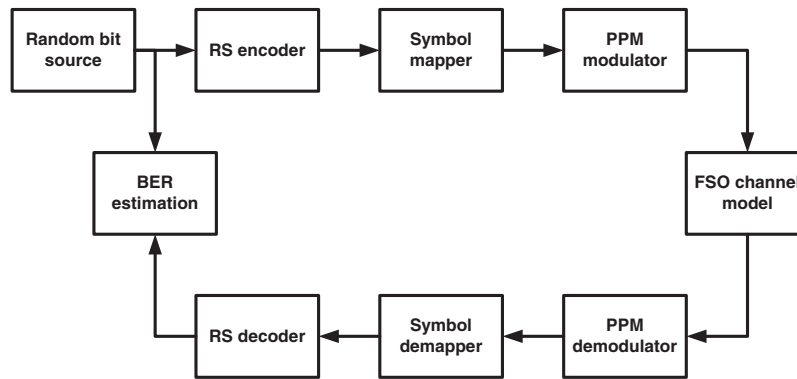 Random bit
source
RS encoder
Symbol
mapper
PPM
modulator
BER
estimation
FSO channel
model
RS decoder
Symbol
demapper
PPM
demodulator